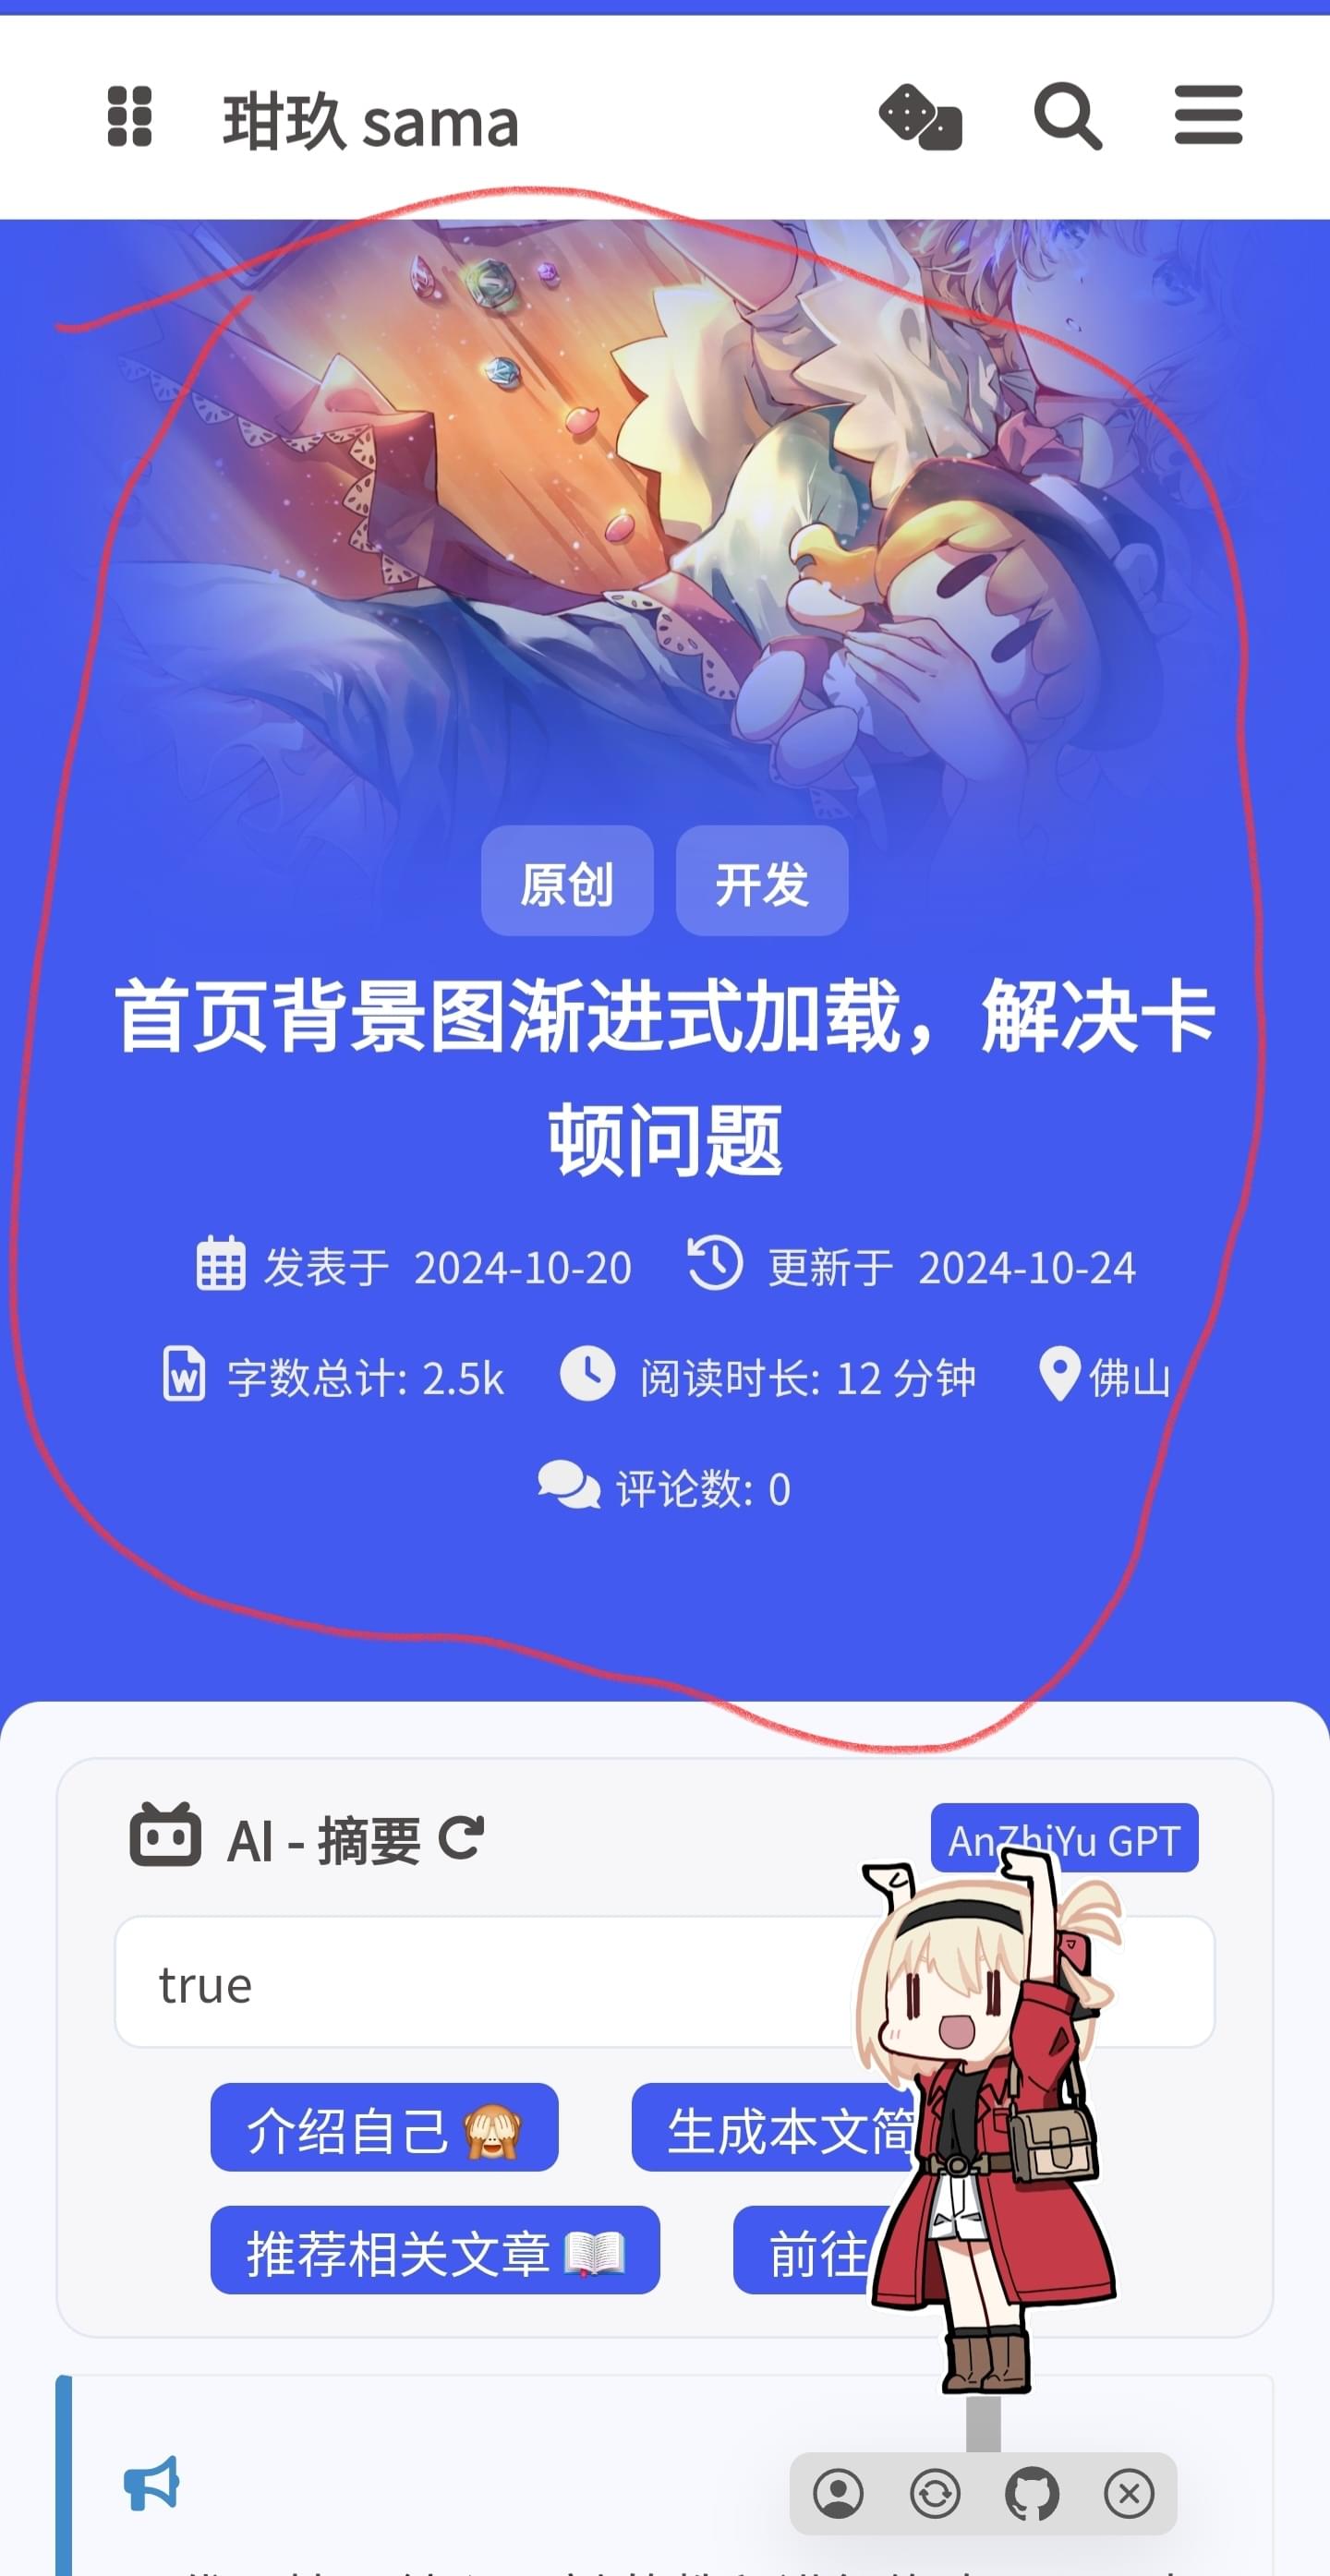 玵玖 sama
原创 开发
首页背景图渐进式加载，解决卡
顿问题
发表于 2024-10-20 更新于 2024-10-24
字数总计: 2.5k 阅读时长: 12 分钟 佛山
评论数: 0
AI - 摘要 AnZhiYu GPT
true
介绍自己🙈 生成本文简
推荐相关文章📖 前往